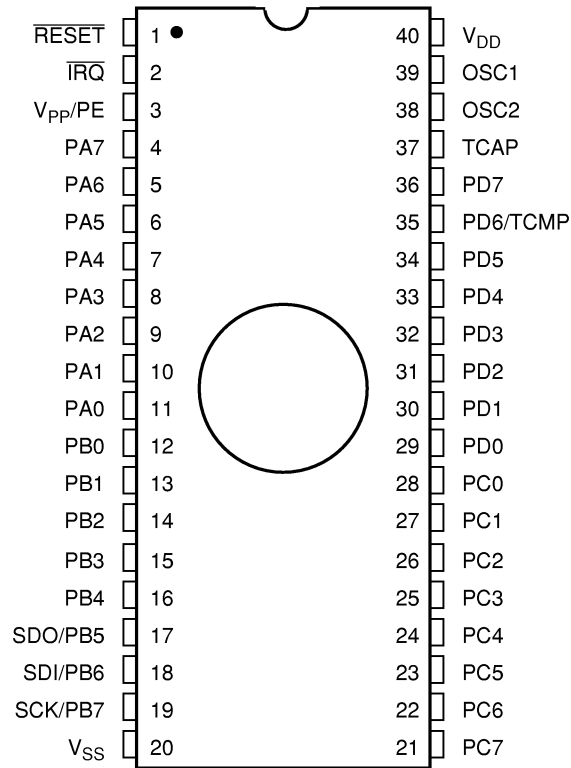 RESET 1 40 VDD
IRQ 2 39 OSC1
VPP/PE 3 38 OSC2
PA7 4 37 TCAP
PA6 5 36 PD7
PA5 6 35 PD6/TCMP
PA4 7 34 PD5
PA3 8 33 PD4
PA2 9 32 PD3
PA1 10 31 PD2
PA0 11 30 PD1
PB0 12 29 PD0
PB1 13 28 PC0
PB2 14 27 PC1
PB3 15 26 PC2
PB4 16 25 PC3
SDO/PB5 17 24 PC4
SDI/PB6 18 23 PC5
SCK/PB7 19 22 PC6
VSS 20 21 PC7